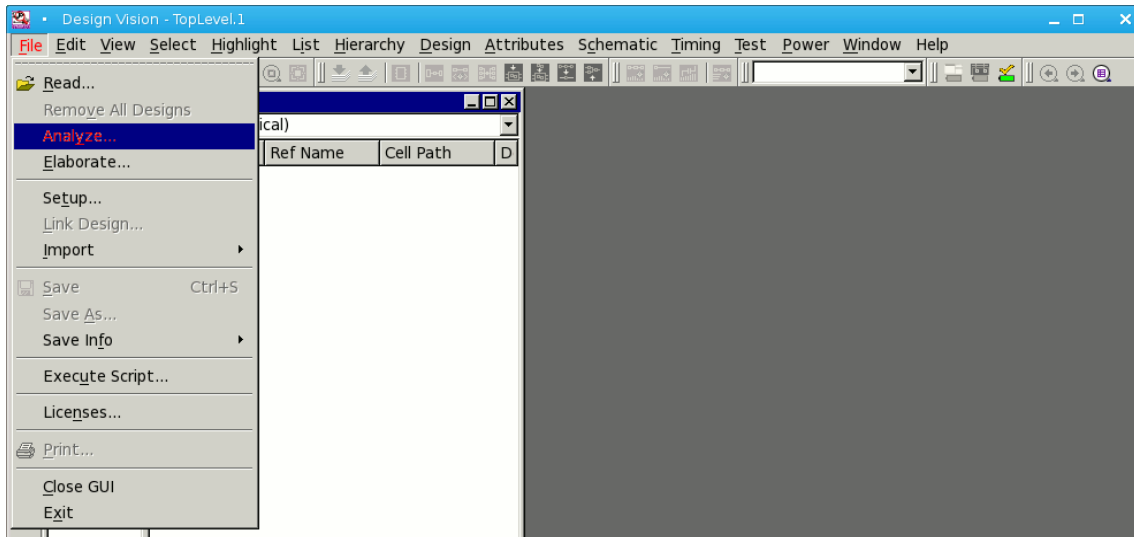 Design Vision - TopLevel.1
File Edit View Select Highlight List Hierarchy Design Attributes Schematic Timing Test Power Window Help
Read...
Remove All Designs
ical)
Analyze...
Elaborate...
Ref Name Cell Path D
Setup...
Link Design...
Import
Save Ctrl+S
Save As...
Save Info
Execute Script...
Licenses...
Print...
Close GUI
Exit